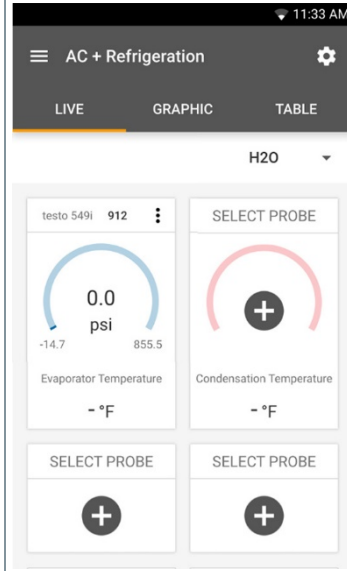 11:33 AM
AC + Refrigeration
LIVE GRAPHIC TABLE
H2O
testo 549i 912
SELECT PROBE
0.0
psi
-14.7 855.5
Evaporator Temperature
Condensation Temperature
- °F
- °F
SELECT PROBE
SELECT PROBE